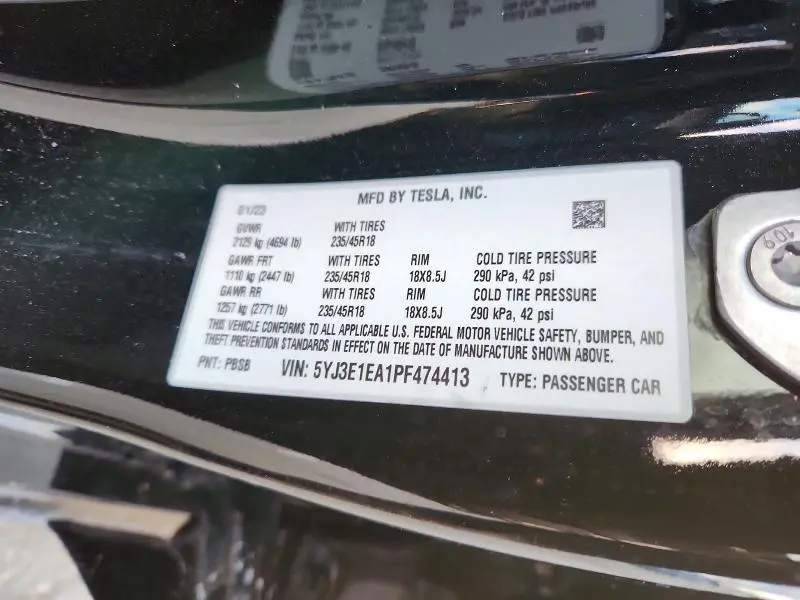 MFD BY TESLA, INC.
01/23
GVWR WITH TIRES
2129 kg (4694 lb) 235/45R18
GAWR FRT WITH TIRES RIM COLD TIRE PRESSURE
1110 kg (2447 lb) 235/45R18 18X8.5J 290 kPa, 42 psi
GAWR RR WITH TIRES RIM COLD TIRE PRESSURE
1257 kg (2771 lb) 235/45R18 18X8.5J 290 kPa, 42 psi
THIS VEHICLE CONFORMS TO ALL APPLICABLE U.S. FEDERAL MOTOR VEHICLE SAFETY, BUMPER, AND
THEFT PREVENTION STANDARDS IN EFFECT ON THE DATE OF MANUFACTURE SHOWN ABOVE.
PNT: PBSB VIN: 5YJ3E1EA1PF474413 TYPE: PASSENGER CAR
109